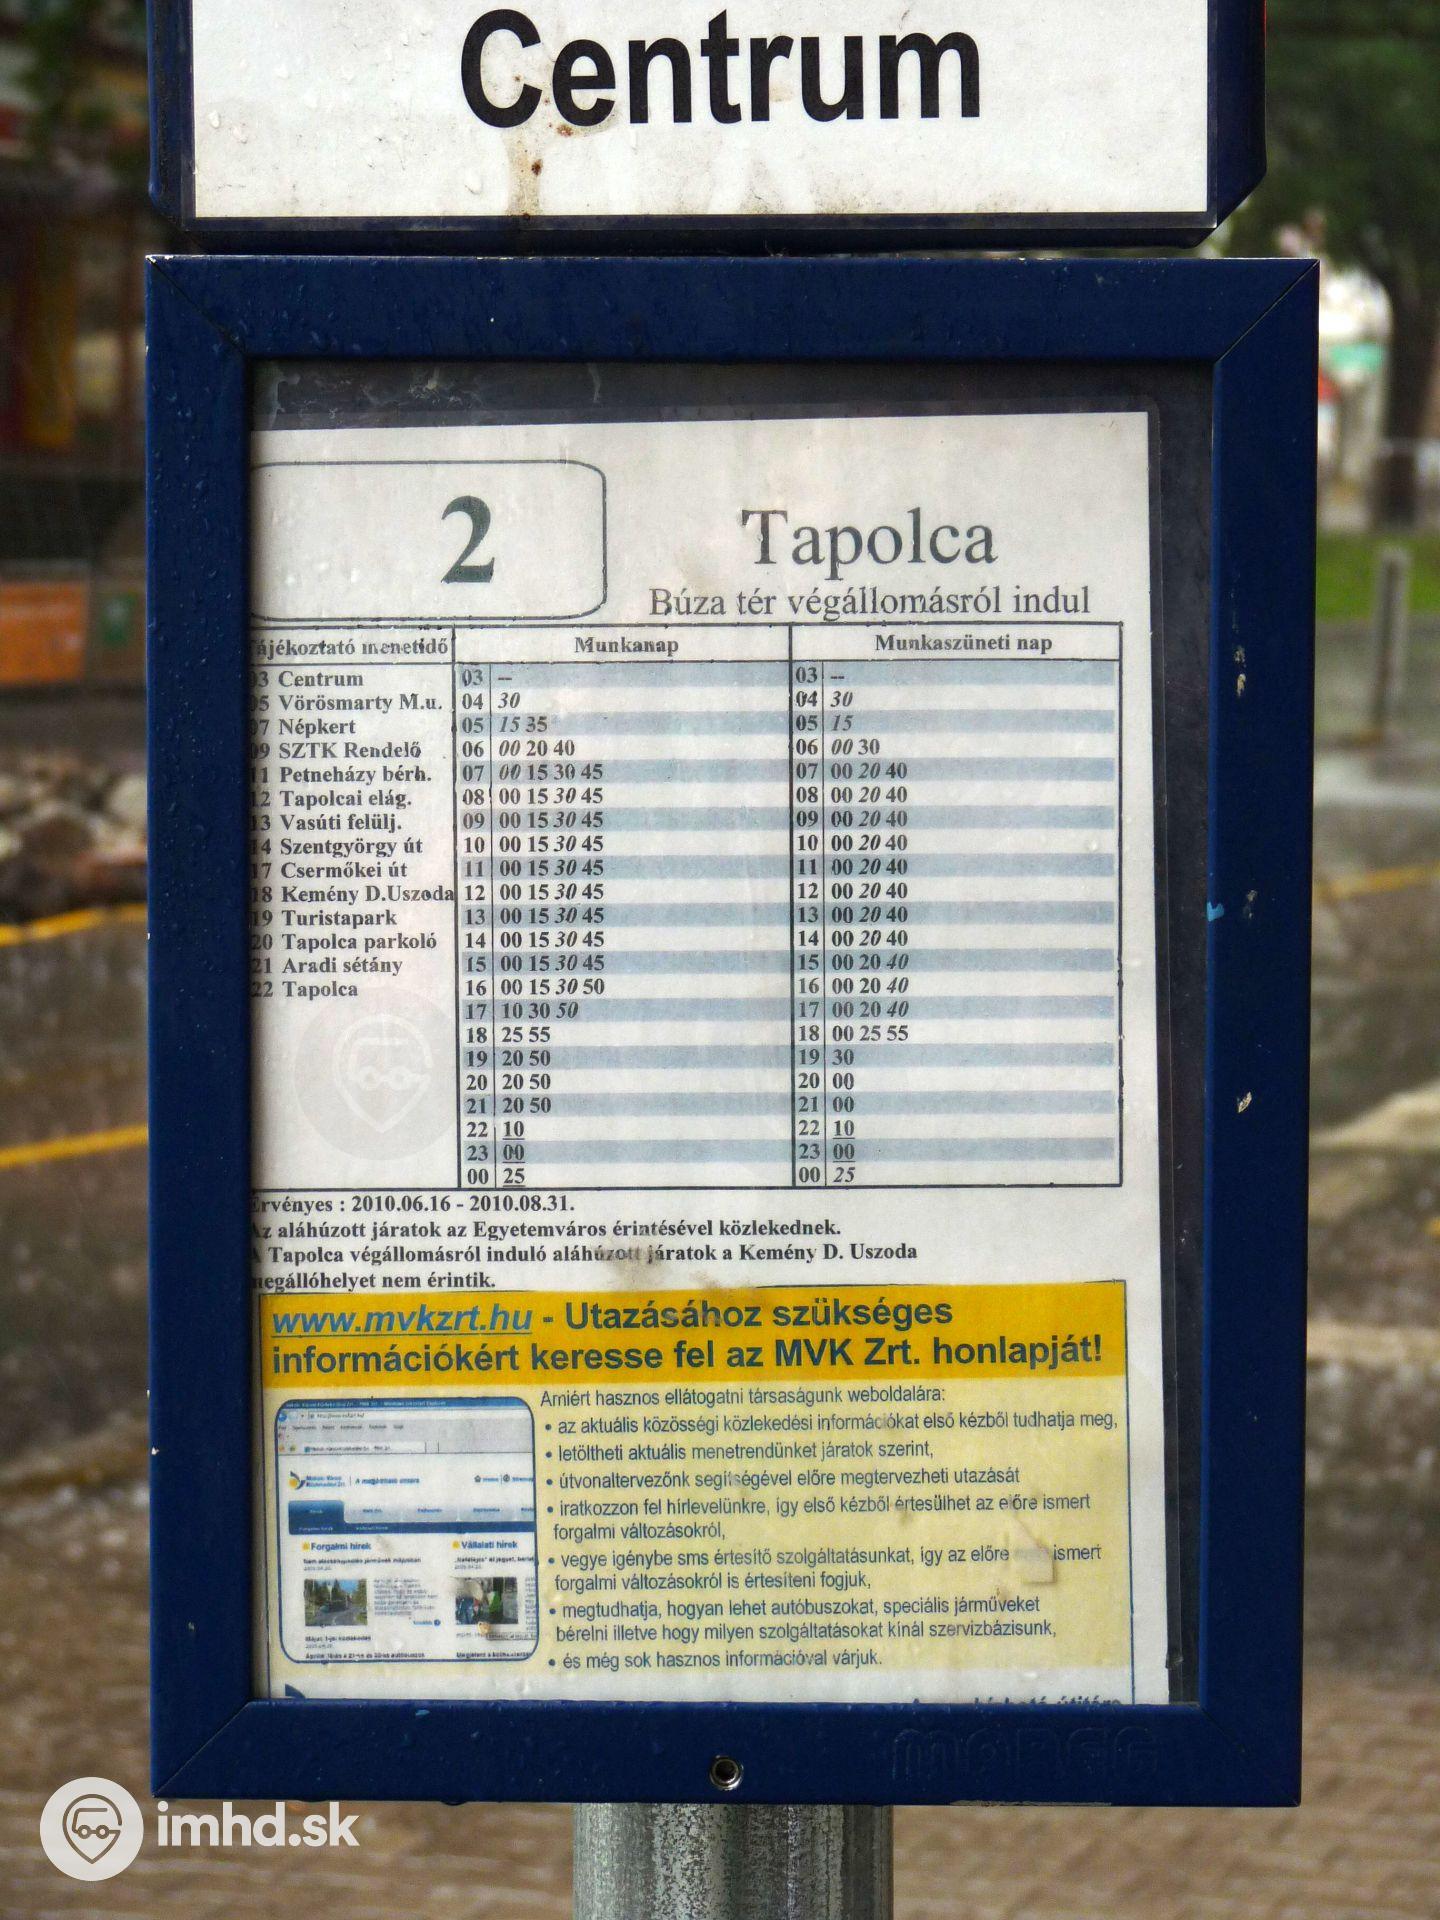 Centrum
2
Tapolca
Búza tér végállomásról indul
Tájékoztató menetidő Munkanap Munkaszüneti nap
03 Centrum 03 -- 03 --
05 Vörösmarty M.u. 04 30 04 30
07 Népkert 05 15 35 05 15
09 SZTK Rendelő 06 00 20 40 06 00 30
11 Petneházy bérh. 07 00 15 30 45 07 00 20 40
12 Tapolcai elág. 08 00 15 30 45 08 00 20 40
13 Vasúti felülj. 09 00 15 30 45 09 00 20 40
14 Szentgyörgy út 10 00 15 30 45 10 00 20 40
17 Csermőkei út 11 00 15 30 45 11 00 20 40
18 Kemény D.Uszoda 12 00 15 30 45 12 00 20 40
19 Turistapark 13 00 15 30 45 13 00 20 40
20 Tapolca parkoló 14 00 15 30 45 14 00 20 40
21 Aradi sétány 15 00 15 30 45 15 00 20 40
22 Tapolca 16 00 15 30 50 16 00 20 40
17 10 30 50 17 00 20 40
18 25 55 18 00 25 55
19 20 50 19 30
20 20 50 20 00
21 20 50 21 00
22 10 22 10
23 00 23 00
00 25 00 25
Érvényes : 2010.06.16 - 2010.08.31.
Az aláhúzott járatok az Egyetemváros érintésével közlekednek.
A Tapolca végállomásról induló aláhúzott járatok a Kemény D. Uszoda
megállóhelyet nem érintik.
www.mvkzrt.hu - Utazásához szükséges
információkért keresse fel az MVK Zrt. honlapját!
Amiért hasznos ellátogatni társaságunk weboldalára:
• az aktuális közösségi közlekedési információkat első kézből tudhatja meg,
• letöltheti aktuális menetrendünket járatok szerint,
• útvonaltervezőnk segítségével előre megtervezheti utazását
• iratkozzon fel hírlevelünkre, így első kézből értesülhet az előre ismert
forgalmi változásokról,
• vegye igénybe sms értesítő szolgáltatásunkat, így az előre ismert
forgalmi változásokról is értesíteni fogjuk,
• megtudhatja, hogyan lehet autóbuszokat, speciális járműveket
bérelni illetve hogy milyen szolgáltatásokat kínál szervizbázisunk,
• és még sok hasznos információval várjuk.
Forgalmi hírek Vállalati hírek
imhd.sk